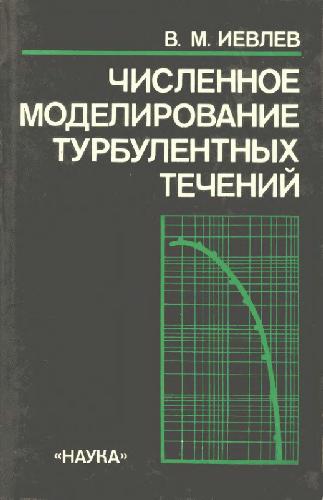 В. М. ИЕВЛЕВ
ЧИСЛЕННОЕ
МОДЕЛИРОВАНИЕ
ТУРБУЛЕНТНЫХ
ТЕЧЕНИЙ
«НАУКА»